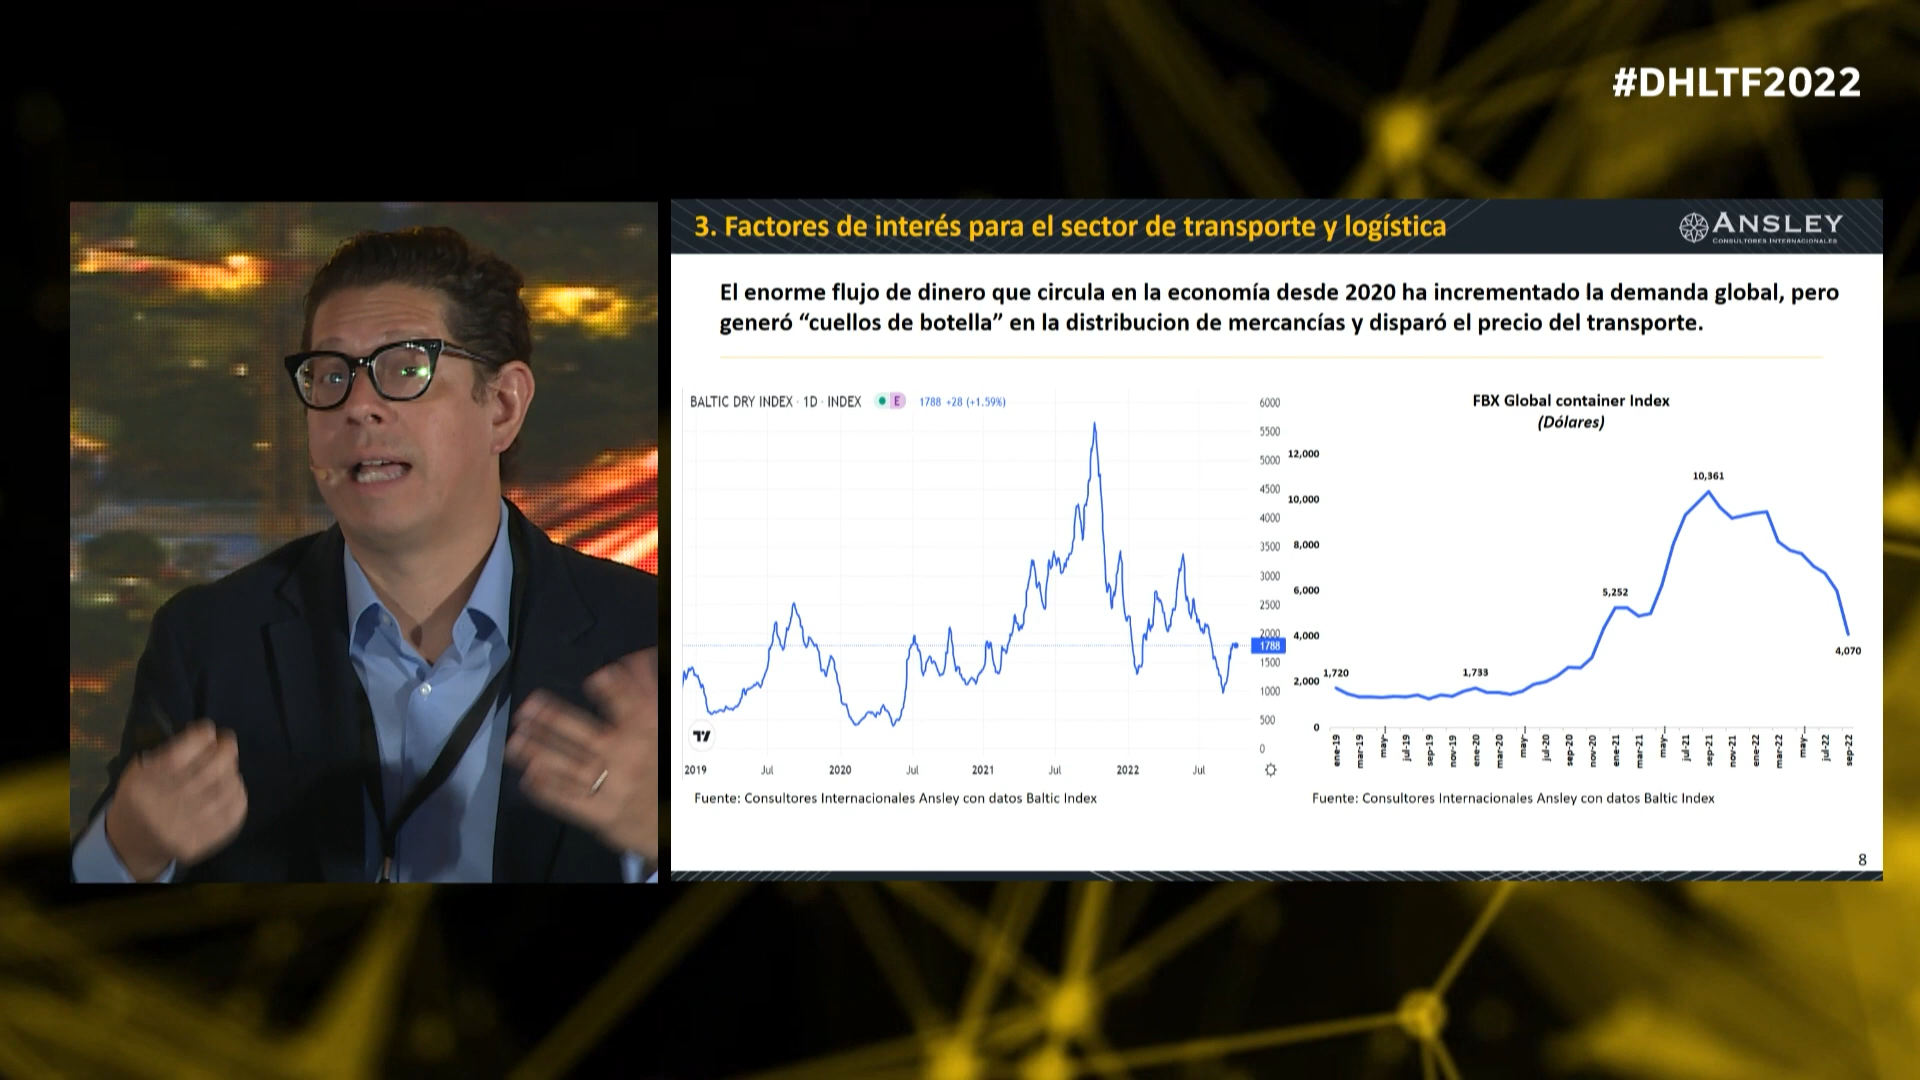 #DHLTF2022
3. Factores de interés para el sector de transporte y logística
ANSLEY
CONSULTORES INTERNACIONALES
El enorme flujo de dinero que circula en la economía desde 2020 ha incrementado la demanda global, pero
generó “cuellos de botella” en la distribucion de mercancías y disparó el precio del transporte.
BALTIC DRY INDEX · 1D · INDEX E 1788 +28 (+1.59%)
6000
5500
5000
4500
4000
3500
3000
2500
2000
1788
1500
1000
500
0
2019 Jul 2020 Jul 2021 Jul 2022 Jul
Fuente: Consultores Internacionales Ansley con datos Baltic Index
FBX Global container Index
(Dólares)
12,000
10,000
8,000
6,000
4,000
2,000
0
1,720
1,733
5,252
10,361
4,070
ene-19 mar-19 may- jul-19 sep-19 nov-19 ene-20 mar-20 may- jul-20 sep-20 nov-20 ene-21 mar-21 may- jul-21 sep-21 nov-21 ene-22 mar-22 may- jul-22 sep-22
Fuente: Consultores Internacionales Ansley con datos Baltic Index
8